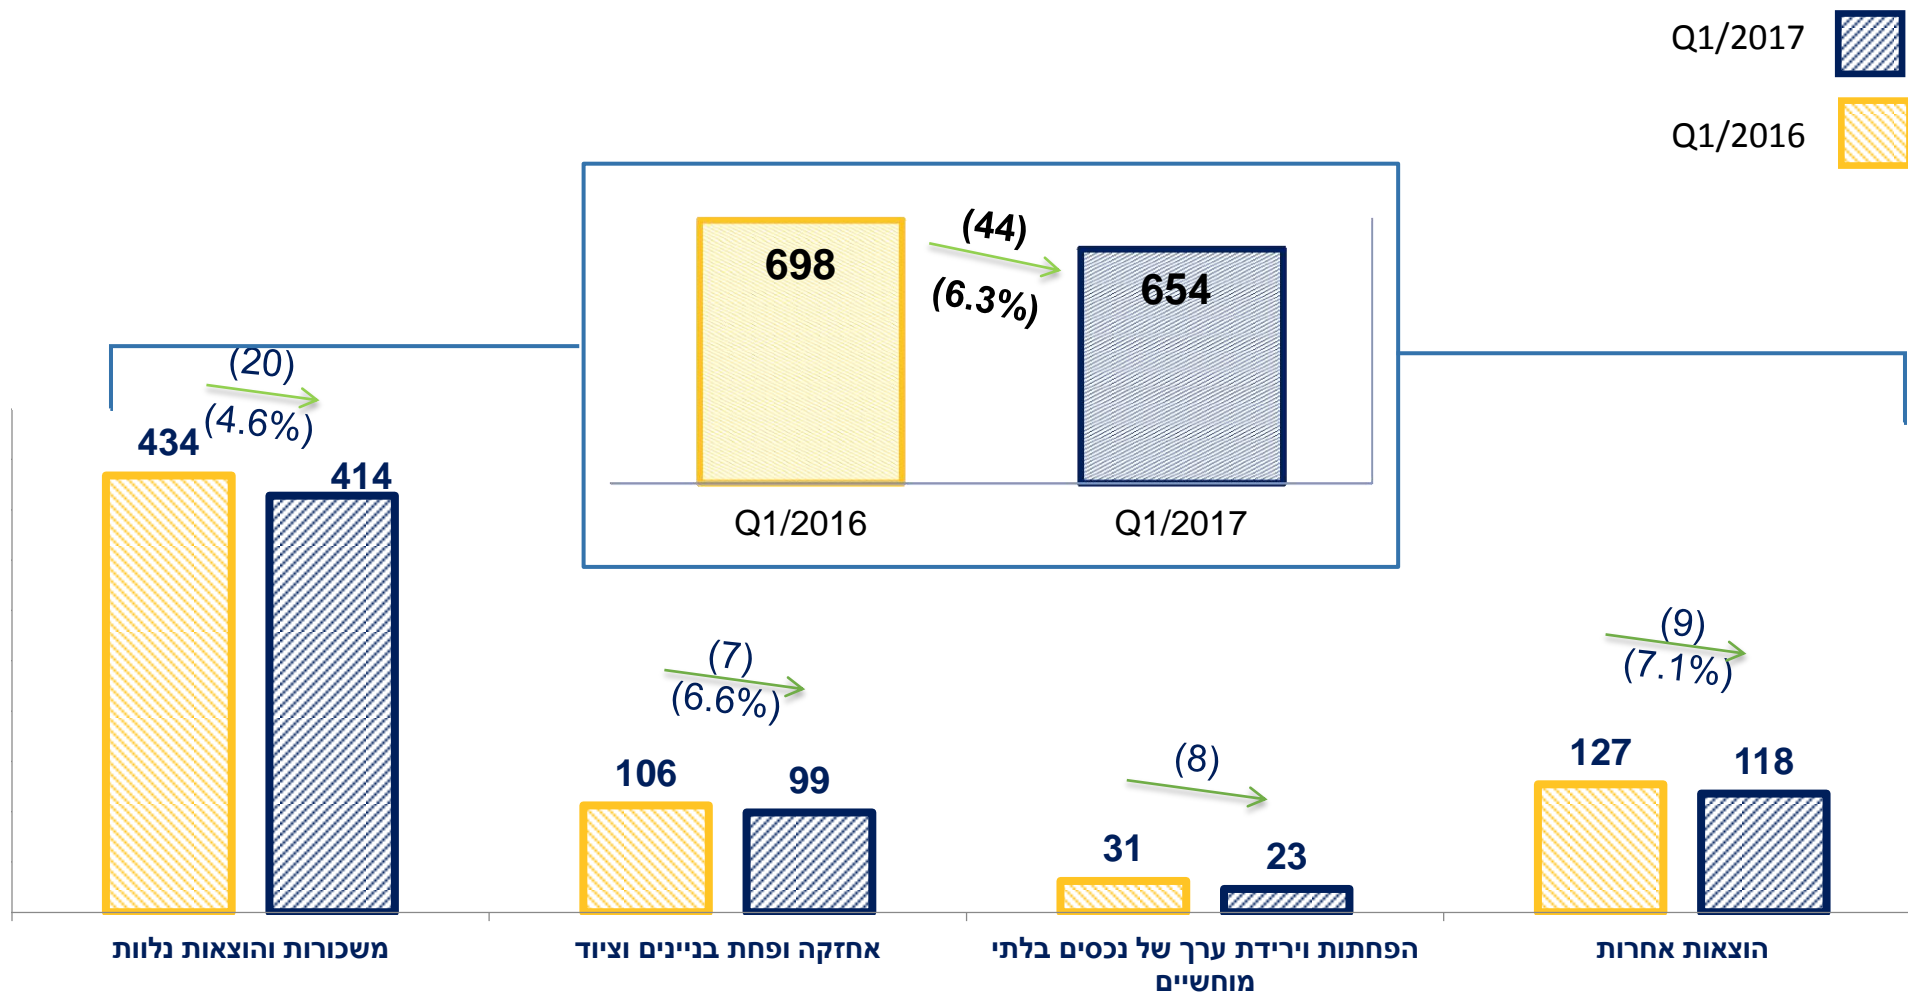 Q1/2017
Q1/2016
(44)
698
654
(6.3%)
Q1/2016
Q1/2017
(20)
(4.6%)
434
414
(7)
(6.6%)
106
99
(8)
31
23
(9)
(7.1%)
127
118
משכורות והוצאות נלוות
אחזקה ופחת בניינים וציוד
הפחתות וירידת ערך של נכסים בלתי
מוחשיים
הוצאות אחרות